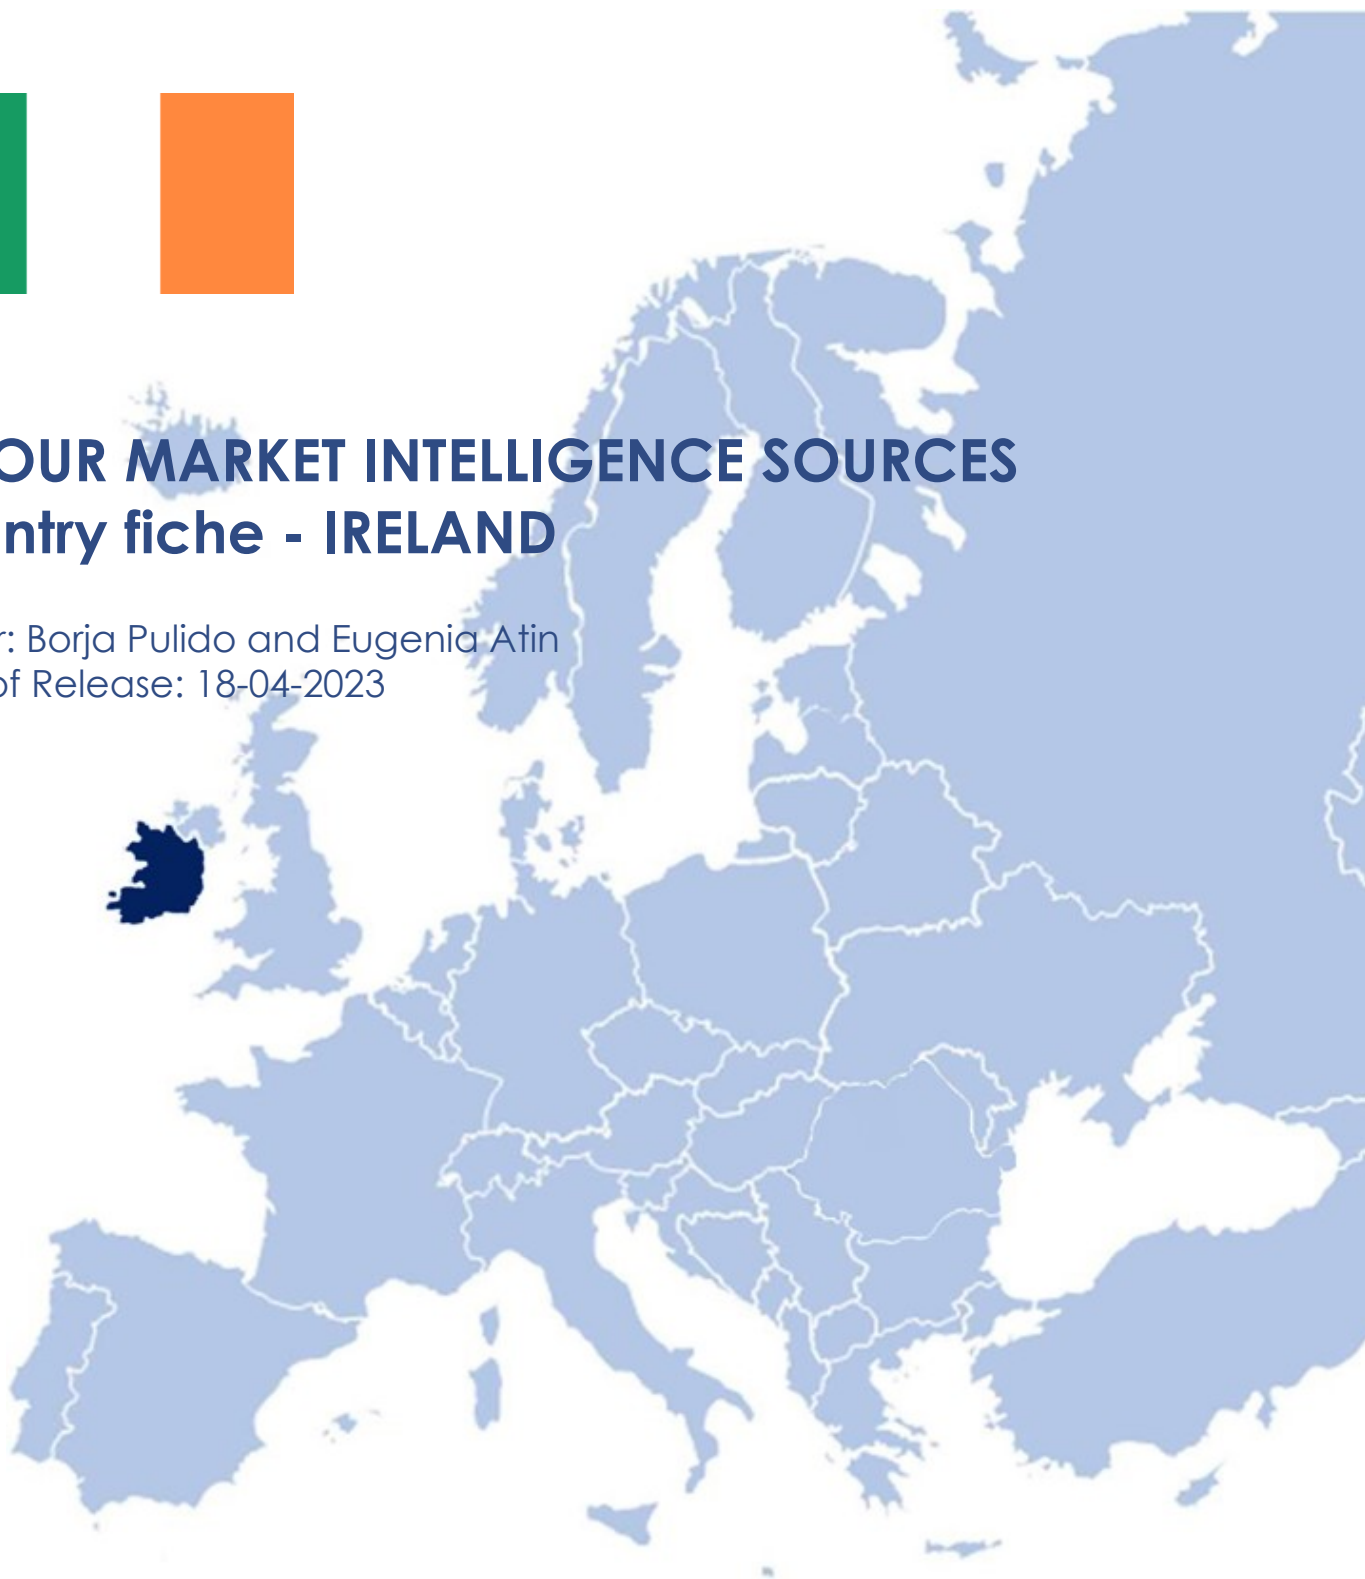 OUR MARKET INTELLIGENCE SOURCES
ntry fiche - IRELAND
r: Borja Pulido and Eugenia Atin
of Release: 18-04-2023